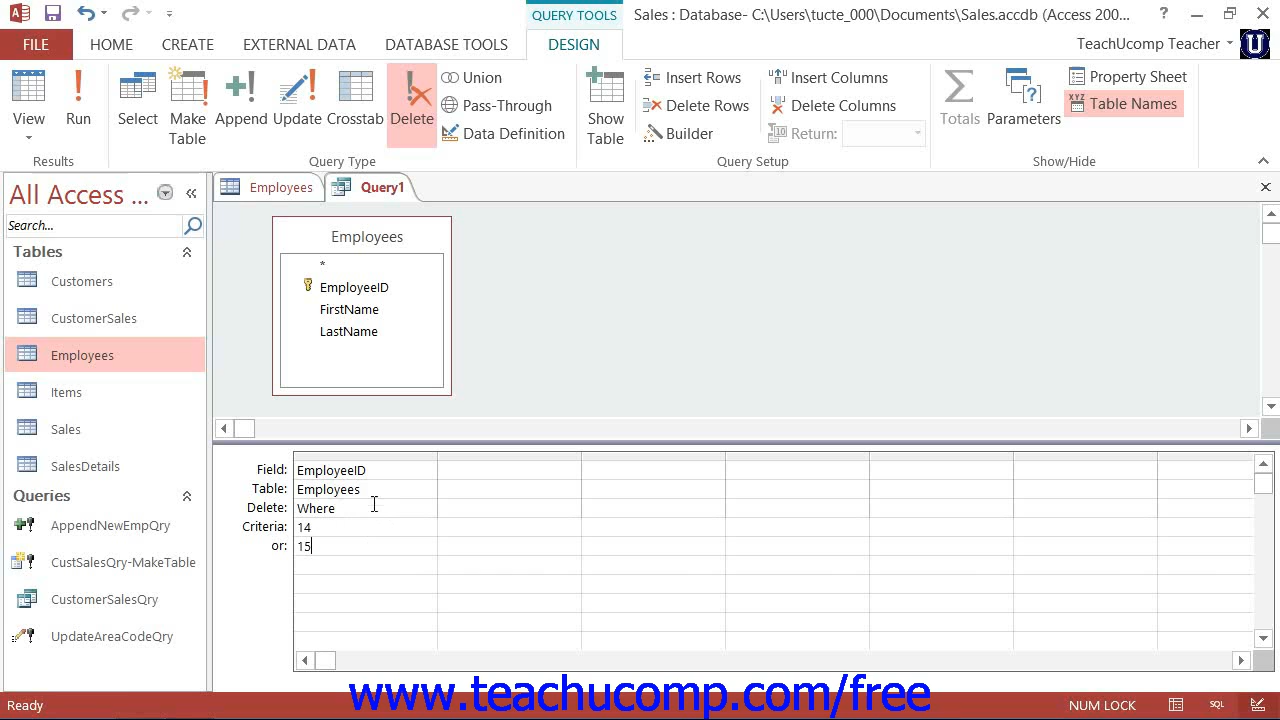 QUERY TOOLS
Sales : Database- C:\Users\tucte_000\Documents\Sales.accdb (Access 200...
?
FILE
HOME
CREATE
EXTERNAL DATA
DATABASE TOOLS
DESIGN
TeachUcomp Teacher
View
Run
Select
Make
Table
Append
Update
Crosstab
Delete
Union
Pass-Through
Data Definition
Show
Table
Insert Rows
Delete Rows
Builder
Insert Columns
Delete Columns
Return:
Totals
Parameters
Property Sheet
Table Names
Results
Query Type
Query Setup
Show/Hide
All Access ...
Search...
Tables
Customers
CustomerSales
Employees
Items
Sales
SalesDetails
Queries
AppendNewEmpQry
CustSalesQry-MakeTable
CustomerSalesQry
UpdateAreaCodeQry
Employees
Query1
Employees
*
EmployeeID
FirstName
LastName
Field: EmployeeID
Table: Employees
Delete: Where
Criteria: 14
or: 15
www.teachucomp.com/free
Ready
NUM LOCK
SQL